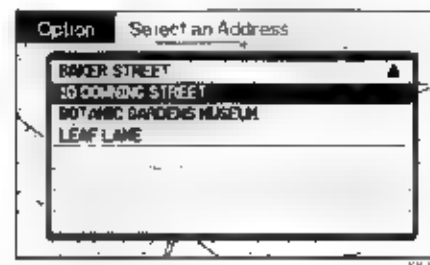 Option Select an Address
BAKER STREET
10 DOWNING STREET
BOTANIC GARDENS MUSEUM
LEAF LANE